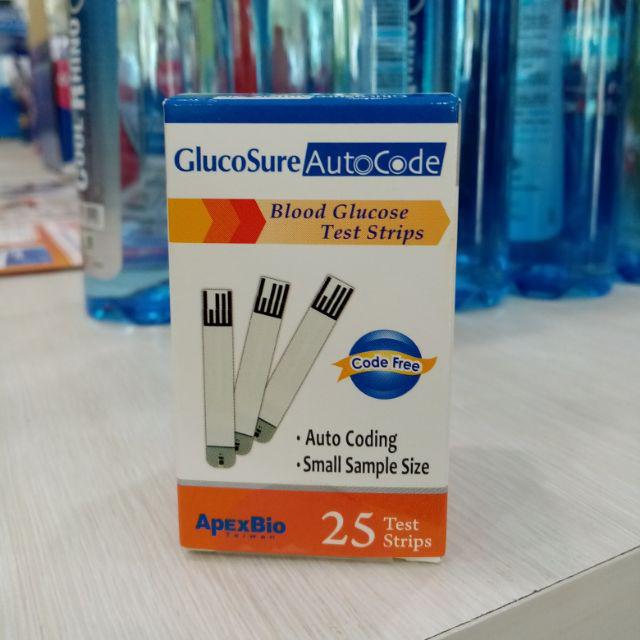 GlucoSure AutoCode
Blood Glucose
Test Strips
Code Free
• Auto Coding
• Small Sample Size
ApexBio
Taiwan
25 Test
Strips